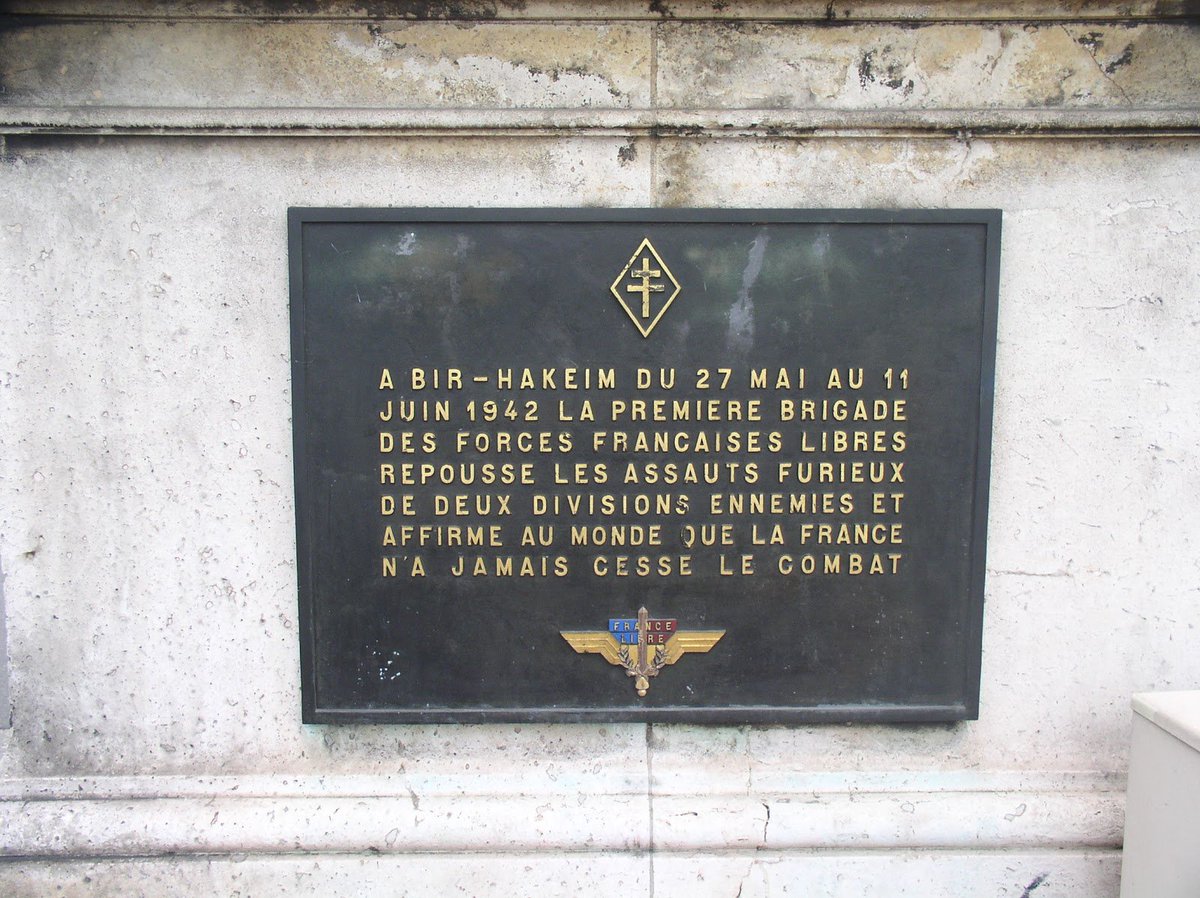 A BIR-HAKEIM DU 27 MAI AU 11
JUIN 1942 LA PREMIERE BRIGADE
DES FORCES FRANCAISES LIBRES
REPOUSSE LES ASSAUTS FURIEUX
DE DEUX DIVISIONS ENNEMIES ET
AFFIRME AU MONDE QUE LA FRANCE
N'A JAMAIS CESSE LE COMBAT
FRANCE
LIBRE